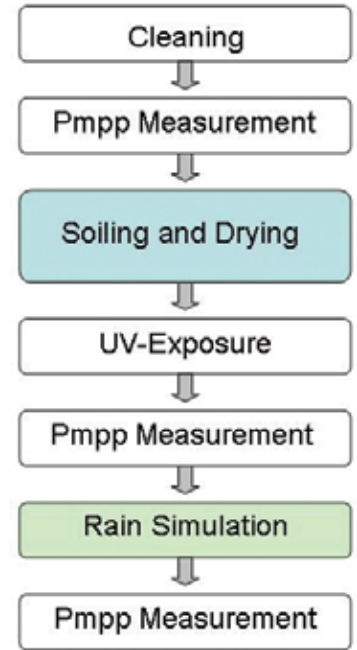 Cleaning
Pmpp Measurement
Soiling and Drying
UV-Exposure
Pmpp Measurement
Rain Simulation
Pmpp Measurement